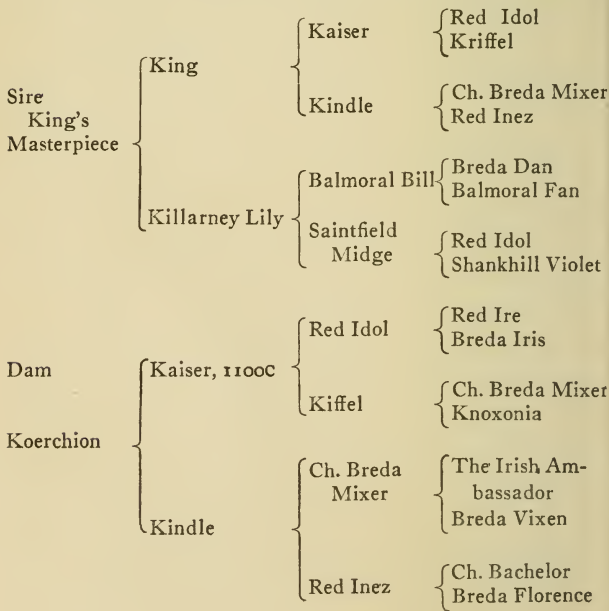 Sire
King's
Masterpiece
King
Kaiser
Red Idol
Kriffel
Kindle
Ch. Breda Mixer
Red Inez
Killarney Lily
Balmoral Bill
Breda Dan
Balmoral Fan
Saintfield
Midge
Red Idol
Shankhill Violet
Dam
Koerchion
Kaiser, 1100C
Red Idol
Red Ire
Breda Iris
Kiffel
Ch. Breda Mixer
Knoxonia
Kindle
Ch. Breda
Mixer
The Irish Am-
bassador
Breda Vixen
Red Inez
Ch. Bachelor
Breda Florence